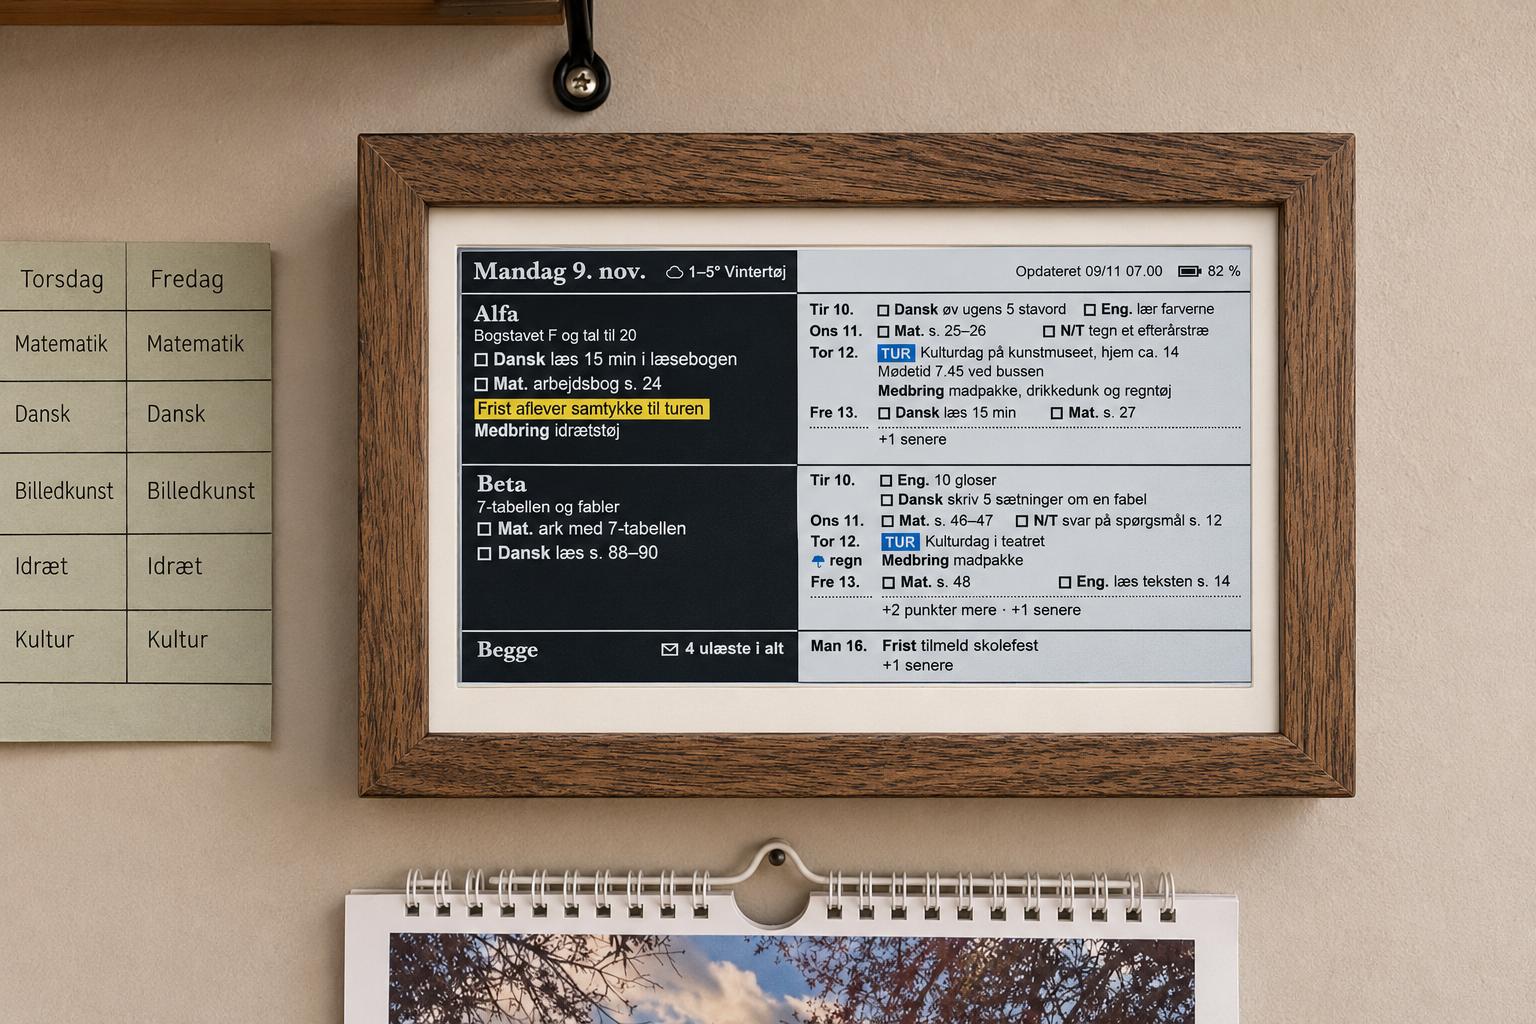 Torsdag Fredag
Matematik Matematik
Dansk Dansk
Billedkunst Billedkunst
Idræt Idræt
Kultur Kultur
Mandag 9. nov. 1–5° Vintertøj
Opdateret 09/11 07.00 82 %
Alfa
Bogstavet F og tal til 20
Dansk læs 15 min i læsebogen
Mat. arbejdsbog s. 24
Frist aflever samtykke til turen
Medbring idrætstøj
Tir 10. Dansk øv ugens 5 stavord Eng. lær farverne
Ons 11. Mat. s. 25–26 N/T tegn et efterårstræ
Tor 12. TUR Kulturdag på kunstmuseet, hjem ca. 14
Mødetid 7.45 ved bussen
Medbring madpakke, drikkedunk og regntøj
Fre 13. Dansk læs 15 min Mat. s. 27
+1 senere
Beta
7-tabellen og fabler
Mat. ark med 7-tabellen
Dansk læs s. 88–90
Tir 10. Eng. 10 gloser
Dansk skriv 5 sætninger om en fabel
Ons 11. Mat. s. 46–47 N/T svar på spørgsmål s. 12
Tor 12. TUR Kulturdag i teatret
regn Medbring madpakke
Fre 13. Mat. s. 48 Eng. læs teksten s. 14
+2 punkter mere · +1 senere
Begge 4 ulæste i alt
Man 16. Frist tilmeld skolefest
+1 senere